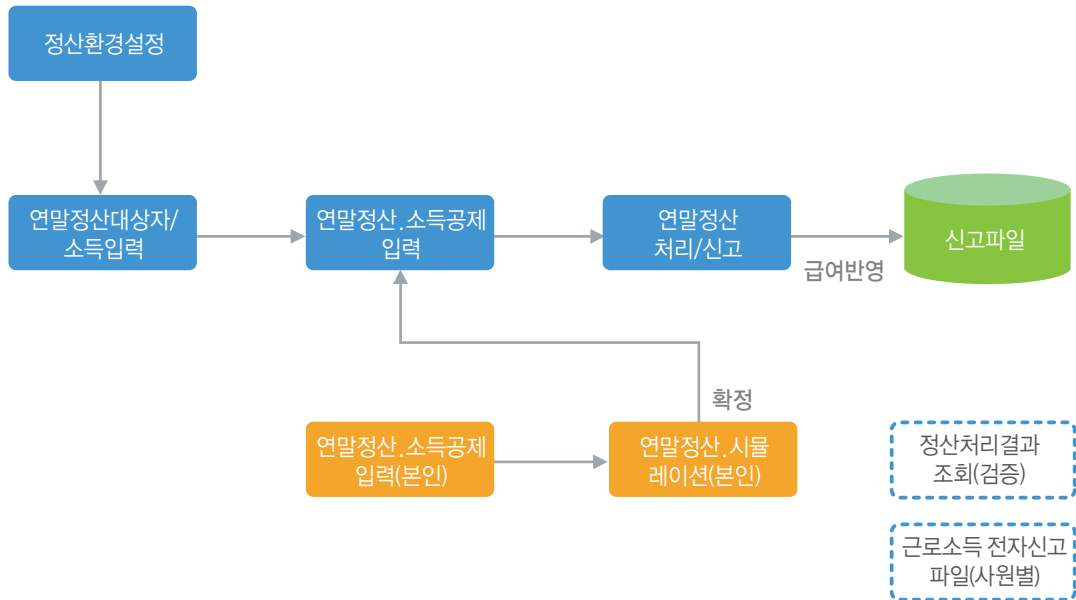 정산환경설정
연말정산대상자/
소득입력
연말정산.소득공제
입력
연말정산
처리/신고
급여반영
신고파일
확정
연말정산.소득공제
입력(본인)
연말정산.시뮬
레이션(본인)
정산처리결과
조회(검증)
근로소득 전자신고
파일(사원별)